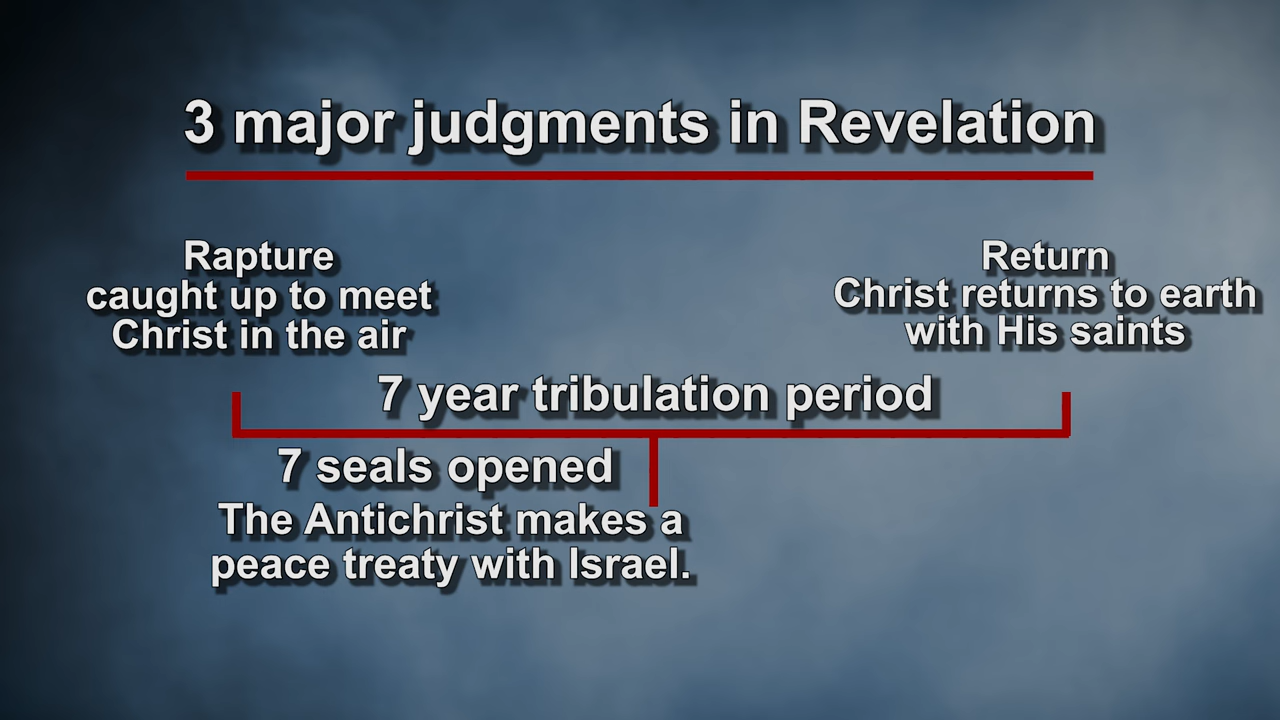 3 major judgments in Revelation
Rapture
caught up to meet
Christ in the air
Return
Christ returns to earth
with His saints
7 year tribulation period
7 seals opened
The Antichrist makes a
peace treaty with Israel.